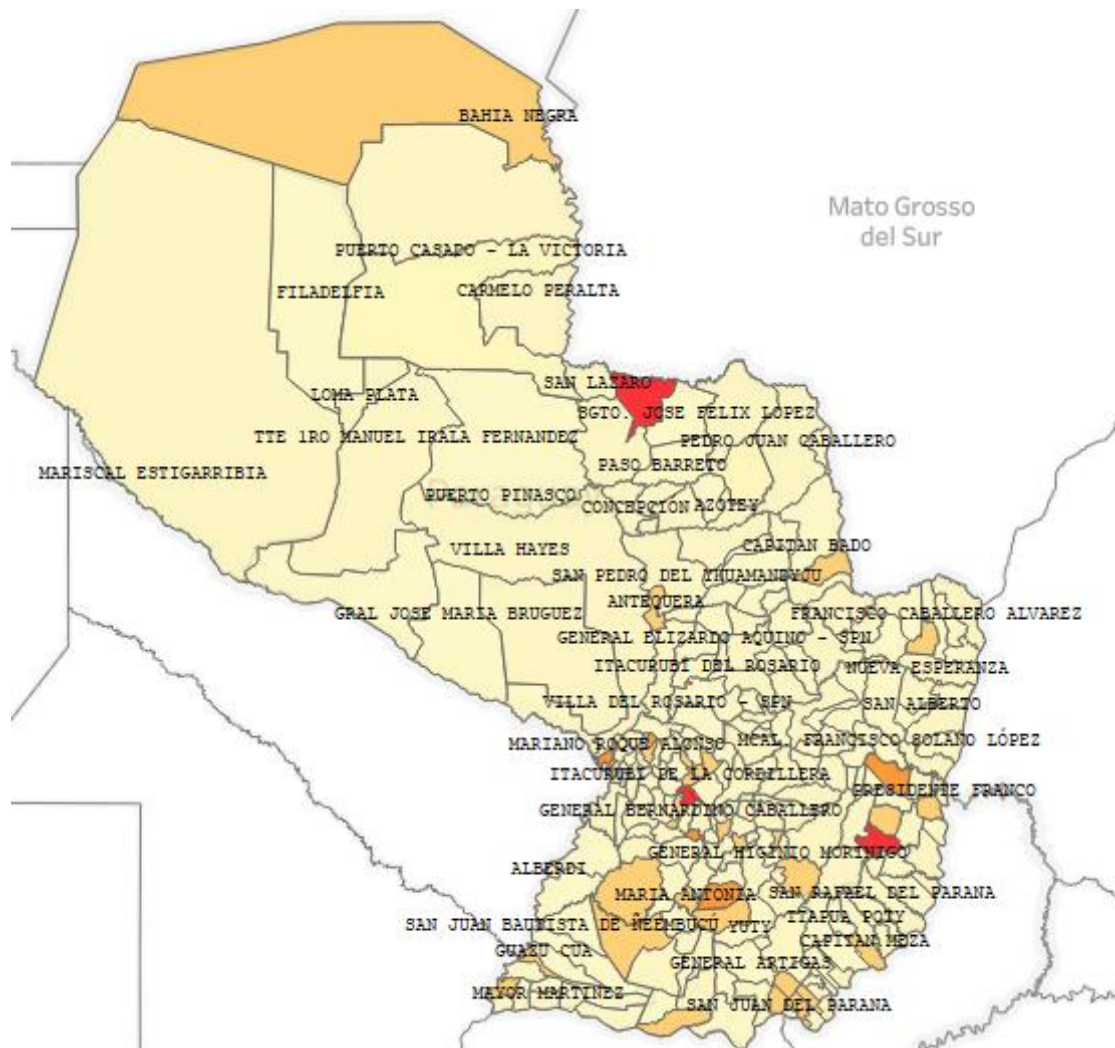 BAHIA NEGRA
Mato Grosso
del Sur
PUERTO CASADO - LA VICTORIA
FILADELFIA
CARMELO PERALTA
SAN LAZARO
LOMA PLATA
SGTO. JOSE FELIX LOPEZ
TTE 1RO MANUEL IRALA FERNANDEZ
PEDRO JUAN CABALLERO
MARISCAL ESTIGARRIBIA
PASO BARRETO
PUERTO PINASCO
CONCEPCIÓN
AZOTEY
VILLA HAYES
CAPITAN BADO
SAN PEDRO DEL YKUAMANDYJU
ANTEQUERA
GRAL JOSE MARIA BRUGUEZ
FRANCISCO CABALLERO ALVAREZ
GENERAL ELIZARDO AQUINO - SPN
ITACURUBI DEL ROSARIO
NUEVA ESPERANZA
VILLA DEL ROSARIO - SPN
SAN ALBERTO
MARIANO ROQUE ALONSO
MCAL. FRANCISCO SOLANO LÓPEZ
ITACURUBI DE LA CORDILLERA
PRESIDENTE FRANCO
GENERAL BERNARDINO CABALLERO
GENERAL HIGINIO MORINIGO
ALBERDI
MARIA ANTONIA
SAN RAFAEL DEL PARANA
SAN JUAN BAUTISTA DE ÑEEMBUCÚ
YUTY
ITAPUA POTY
CAPITAN MEZA
GUAZU CUA
GENERAL ARTIGAS
MAYOR MARTINEZ
SAN JUAN DEL PARANA